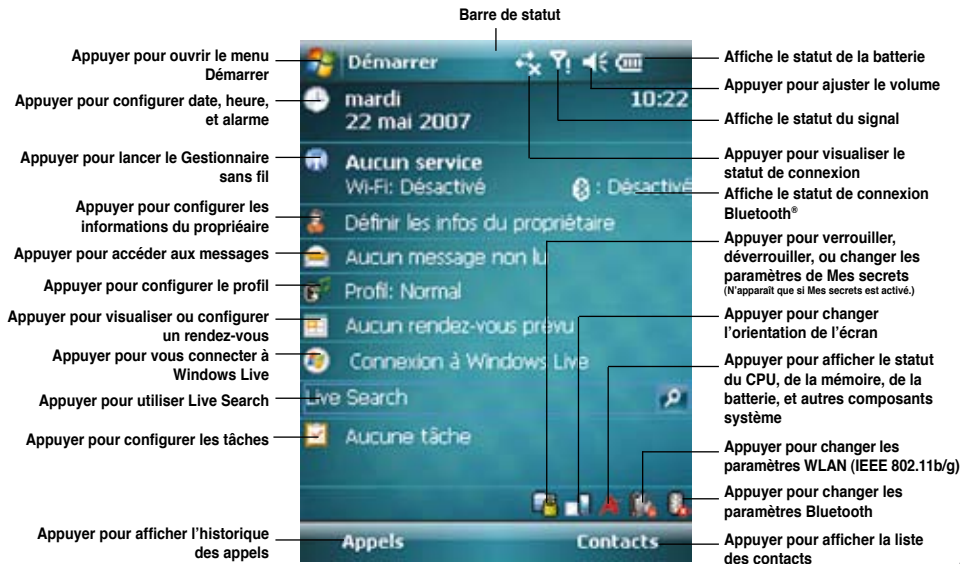 Barre de statut
Appuyer pour ouvrir le menu
Démarrer
Appuyer pour configurer date, heure,
et alarme
Appuyer pour lancer le Gestionnaire
sans fil
Appuyer pour configurer les
informations du propriéaire
Appuyer pour accéder aux messages
Appuyer pour configurer le profil
Appuyer pour visualiser ou configurer
un rendez-vous
Appuyer pour vous connecter à
Windows Live
Appuyer pour utiliser Live Search
Appuyer pour configurer les tâches
Appuyer pour afficher l'historique
des appels
Démarrer
mardi 10:22
22 mai 2007
Aucun service
Wi-Fi: Désactivé : Désactivé
Définir les infos du propriétaire
Aucun message non lu
Profil: Normal
Aucun rendez-vous prévu
Connexion à Windows Live
Live Search
Aucune tâche
Appels Contacts
Affiche le statut de la batterie
Appuyer pour ajuster le volume
Affiche le statut du signal
Appuyer pour visualiser le
statut de connexion
Affiche le statut de connexion
Bluetooth®
Appuyer pour verrouiller,
déverrouiller, ou changer les
paramètres de Mes secrets
(N'apparaît que si Mes secrets est activé.)
Appuyer pour changer
l'orientation de l'écran
Appuyer pour afficher le statut
du CPU, de la mémoire, de la
batterie, et autres composants
système
Appuyer pour changer les
paramètres WLAN (IEEE 802.11b/g)
Appuyer pour changer les
paramètres Bluetooth
Appuyer pour afficher la liste
des contacts